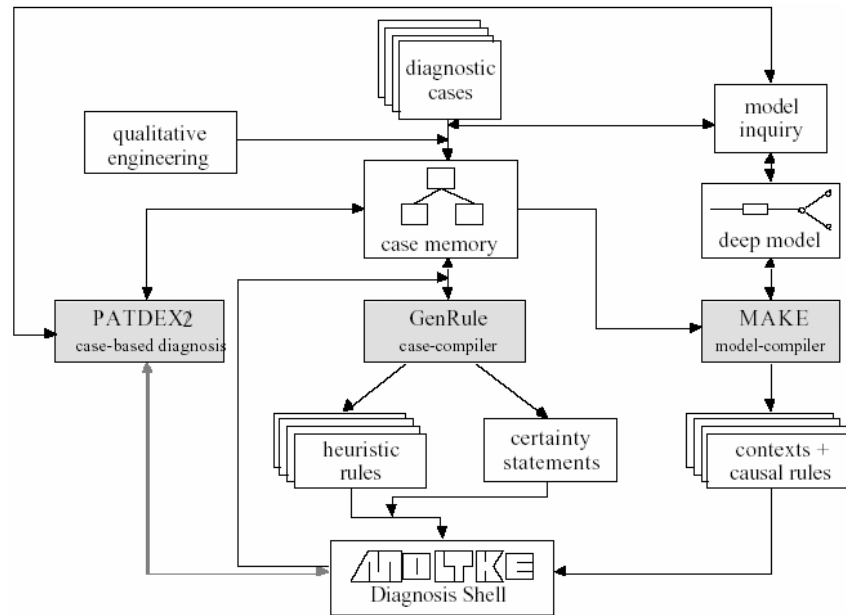 diagnostic
cases
model
inquiry
qualitative
engineering
case memory
deep model
PATDEX2
case-based diagnosis
GenRule
case-compiler
MAKE
model-compiler
heuristic
rules
certainty
statements
contexts +
causal rules
MOLTKE
Diagnosis Shell